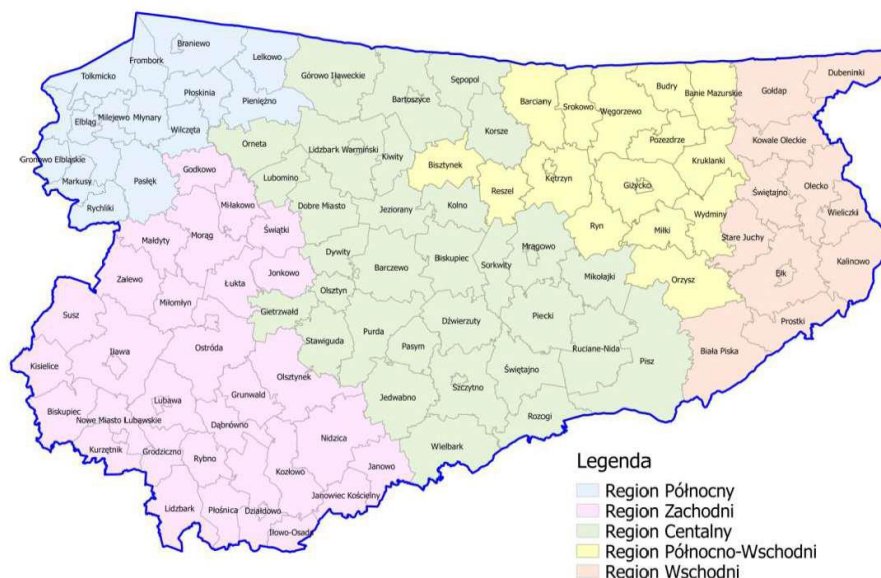 Braniewo
Lelkowo
Frombork
Tolkmicko
Płoskinia
Pieniężno
Elbląg
Milejewo
Młynary
Wilczęta
Gronowo Elbląskie
Markusy
Pasłęk
Rychliki
Godkowo
Górowo Iławeckie
Sępopol
Bartoszyce
Korsze
Orneta
Lidzbark Warmiński
Kiwity
Bisztynek
Lubomino
Reszel
Barciany
Srokowo
Węgorzewo
Budry
Banie Mazurskie
Pozezdrze
Kruklanki
Kętrzyn
Giżycko
Ryn
Miłki
Wydminy
Orzysz
Dubeninki
Gołdap
Kowale Oleckie
Świętajno
Olecko
Wieliczki
Stare Juchy
Ełk
Kalinowo
Prostki
Biała Piska
Dobre Miasto
Jeziorany
Kolno
Miłakowo
Świątki
Morąg
Małdyty
Dywity
Barczewo
Biskupiec
Sorkwity
Mrągowo
Mikołajki
Jonkowo
Łukta
Zalewo
Miłomłyn
Olsztyn
Gietrzwałd
Stawiguda
Purda
Pasym
Dźwierzuty
Piecki
Ruciane-Nida
Pisz
Susz
Iława
Ostróda
Kisielice
Olsztynek
Szczytno
Świętajno
Jedwabno
Rozogi
Wielbark
Biskupiec
Lubawa
Grunwald
Nowe Miasto Lubawskie
Dąbrówno
Kurzętnik
Grodziczno
Rybno
Nidzica
Kozłowo
Janowo
Janowiec Kościelny
Lidzbark
Płośnica
Działdowo
Iłowo-Osada
Legenda
Region Północny
Region Zachodni
Region Centalny
Region Północno-Wschodni
Region Wschodni